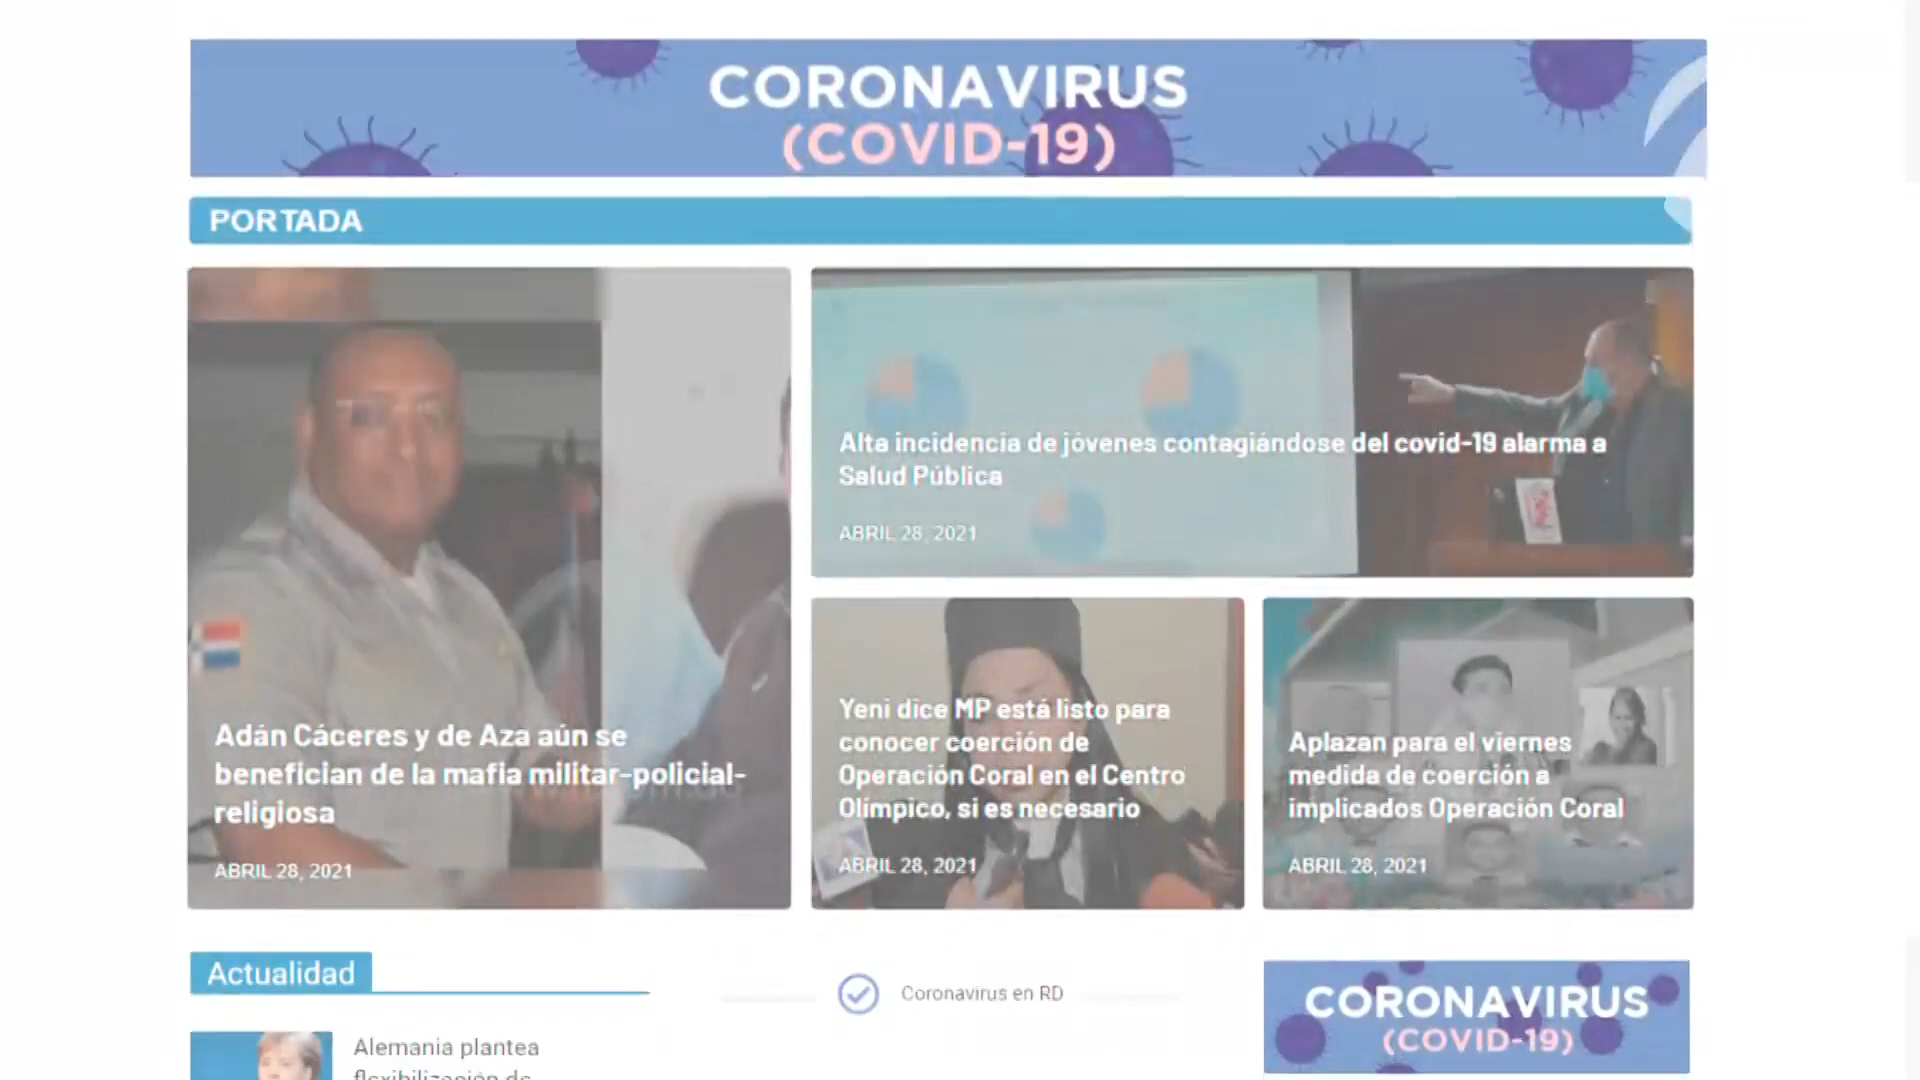 CORONAVIRUS
(COVID-19)
PORTADA
Alta incidencia de jóvenes contagiándose del covid-19 alarma a
Salud Pública
ABRIL 28, 2021
Adán Cáceres y de Aza aún se
benefician de la mafia militar-policial-
religiosa
ABRIL 28, 2021
Yeni dice MP está listo para
conocer coerción de
Operación Coral en el Centro
Olímpico, si es necesario
ABRIL 28, 2021
Aplazan para el viernes
medida de coerción a
implicados Operación Coral
ABRIL 28, 2021
Actualidad
Alemania plantea
flexibilización de
Coronavirus en RD
CORONAVIRUS
(COVID-19)